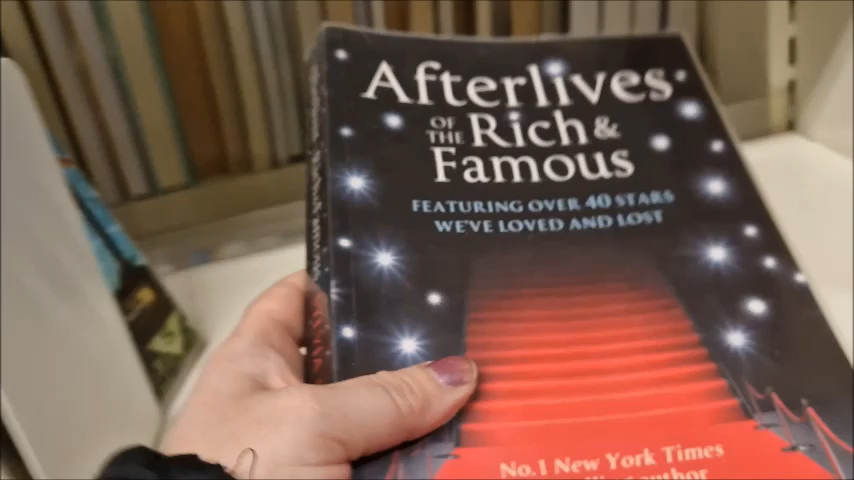 Afterlives
OF
THE Rich &
Famous
FEATURING OVER 40 STARS
WE'VE LOVED AND LOST
No.1 New York Times
author